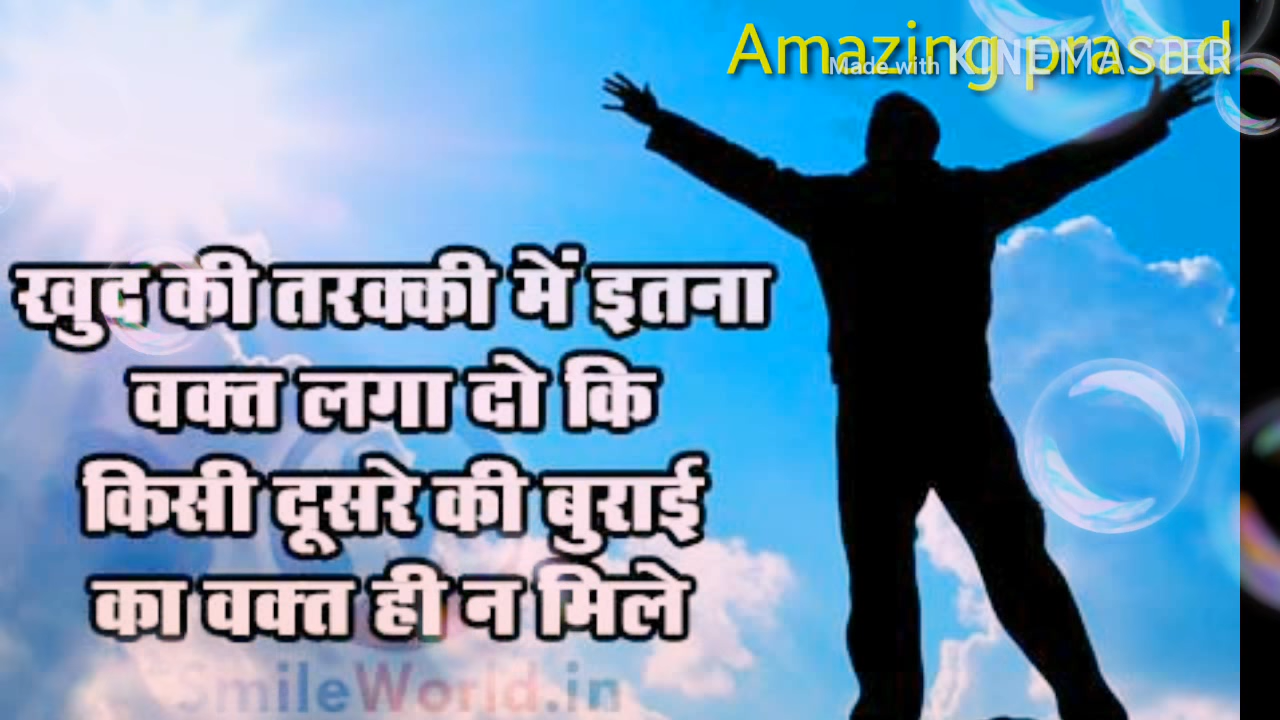 Amazing prasad
Made with KINEMASTER
खुद की तरक्की में इतना
वक्त लगा दो कि
किसी दूसरे की बुराई
का वक्त ही न मिले
SmileWorld.in